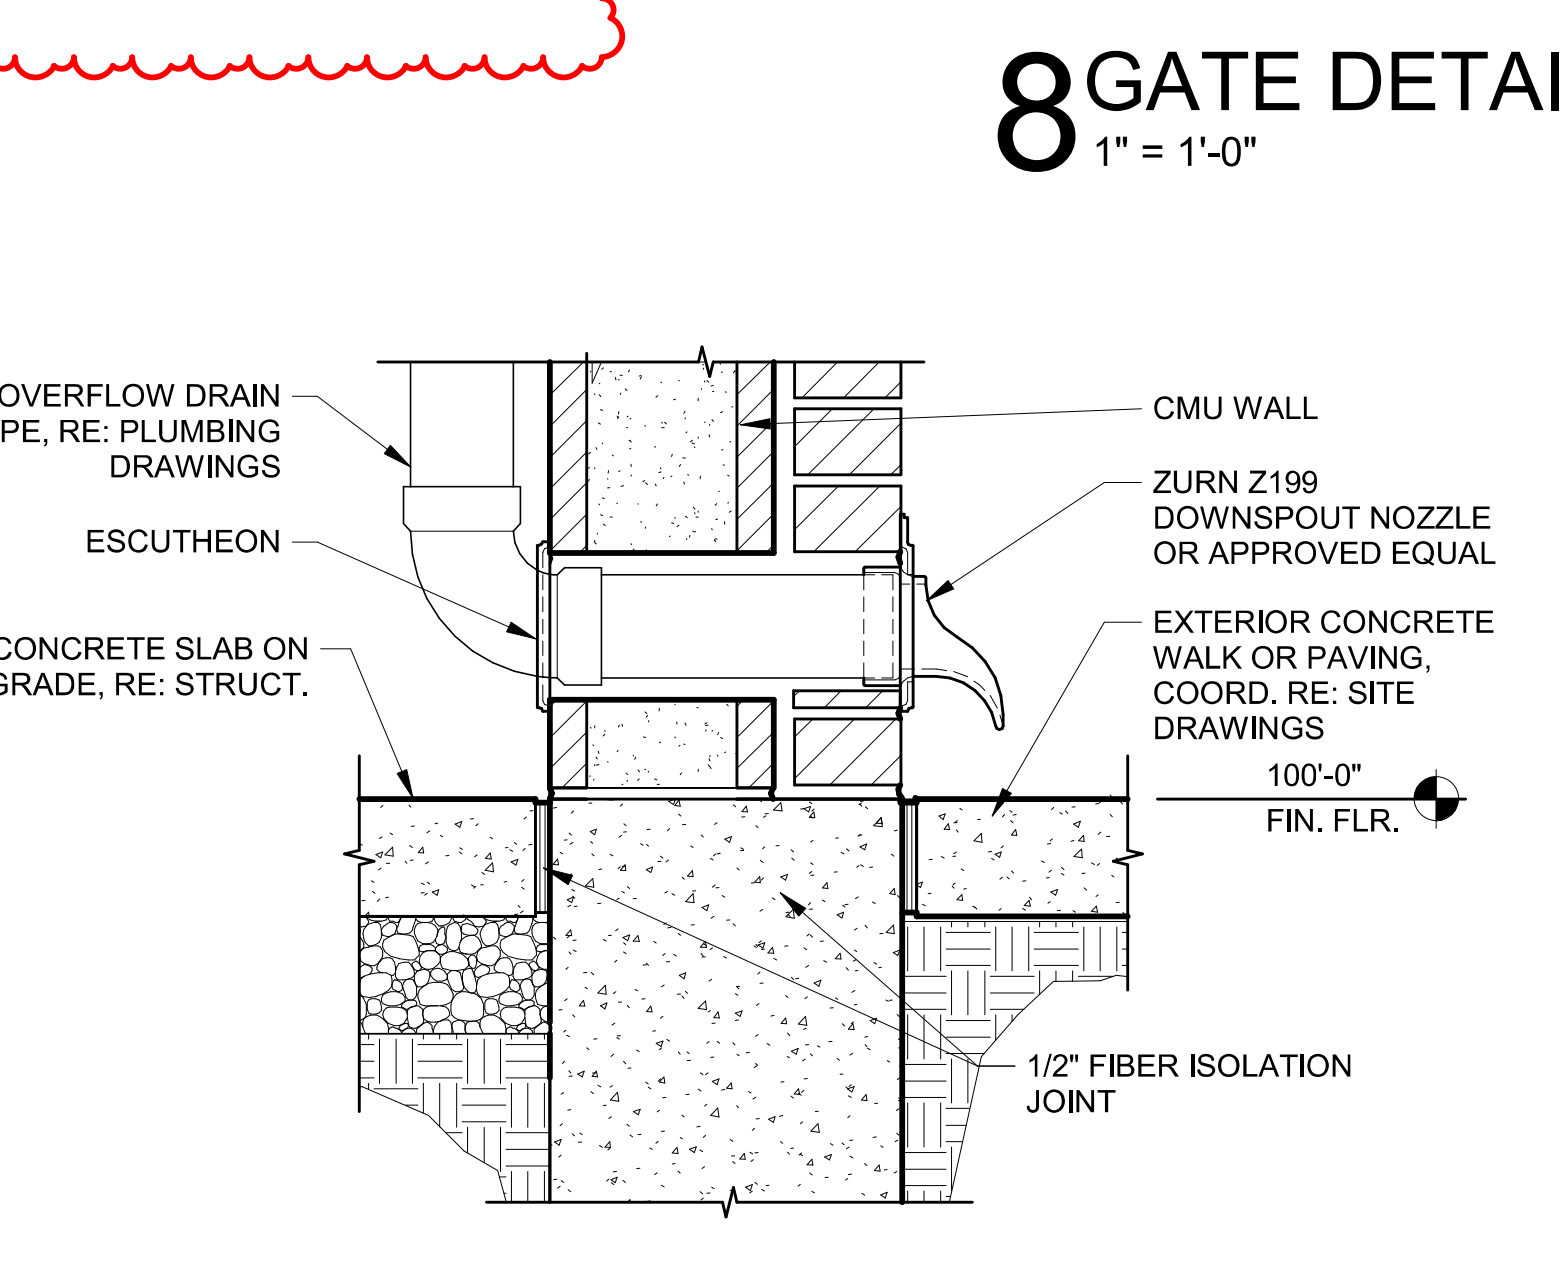 8 GATE DETAI
1" = 1'-0"
OVERFLOW DRAIN
PE, RE: PLUMBING
DRAWINGS
ESCUTHEON
CONCRETE SLAB ON
GRADE, RE: STRUCT.
CMU WALL
ZURN Z199
DOWNSPOUT NOZZLE
OR APPROVED EQUAL
EXTERIOR CONCRETE
WALK OR PAVING,
COORD. RE: SITE
DRAWINGS
100'-0"
FIN. FLR.
1/2" FIBER ISOLATION
JOINT